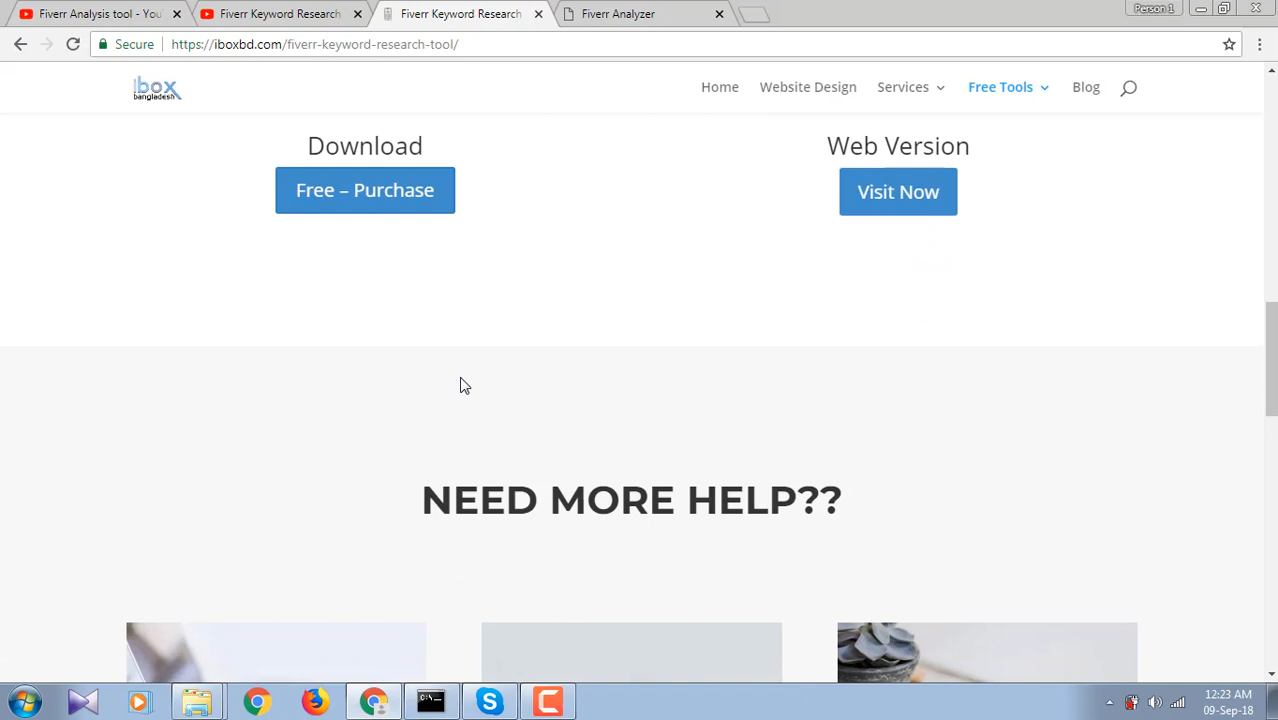 Fiverr Analysis tool - You
Fiverr Keyword Research
Fiverr Keyword Research
Fiverr Analyzer
Person 1
Secure
https://iboxbd.com/fiverr-keyword-research-tool/
ibox
bangladesh
Home
Website Design
Services
Free Tools
Blog
Download
Web Version
Free – Purchase
Visit Now
NEED MORE HELP??
12:23 AM
09-Sep-18